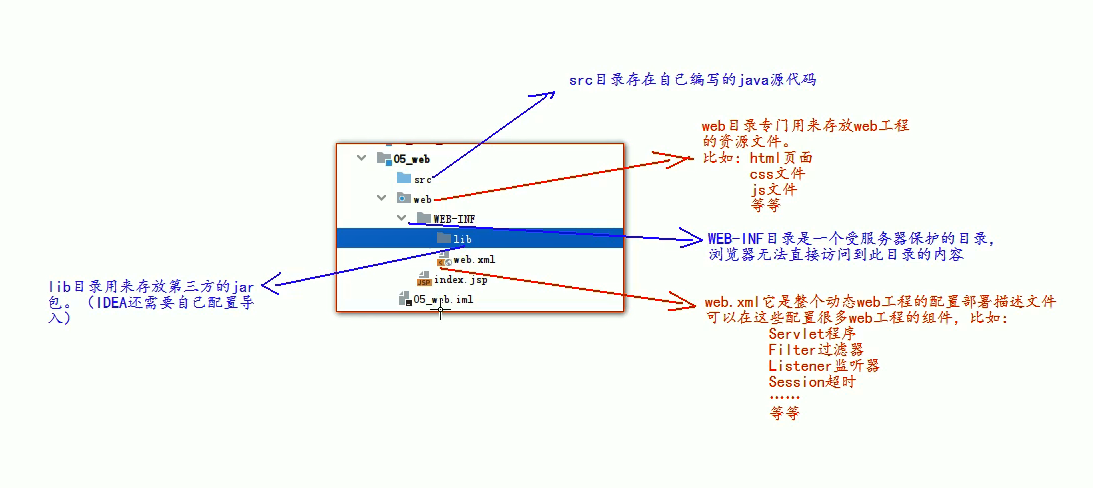 src目录存在自己编写的java源代码
web目录专门用来存放web工程
的资源文件。
比如：html页面
css文件
js文件
等等
05_web
src
web
WEB-INF
lib
web.xml
index.jsp
05_web.iml
WEB-INF目录是一个受服务器保护的目录，
浏览器无法直接访问到此目录的内容
lib目录用来存放第三方的jar
包。（IDEA还需要自己配置导
入）
web.xml它是整个动态web工程的配置部署描述文件
可以在这些配置很多web工程的组件，比如：
Servlet程序
Filter过滤器
Listener监听器
Session超时
……
等等